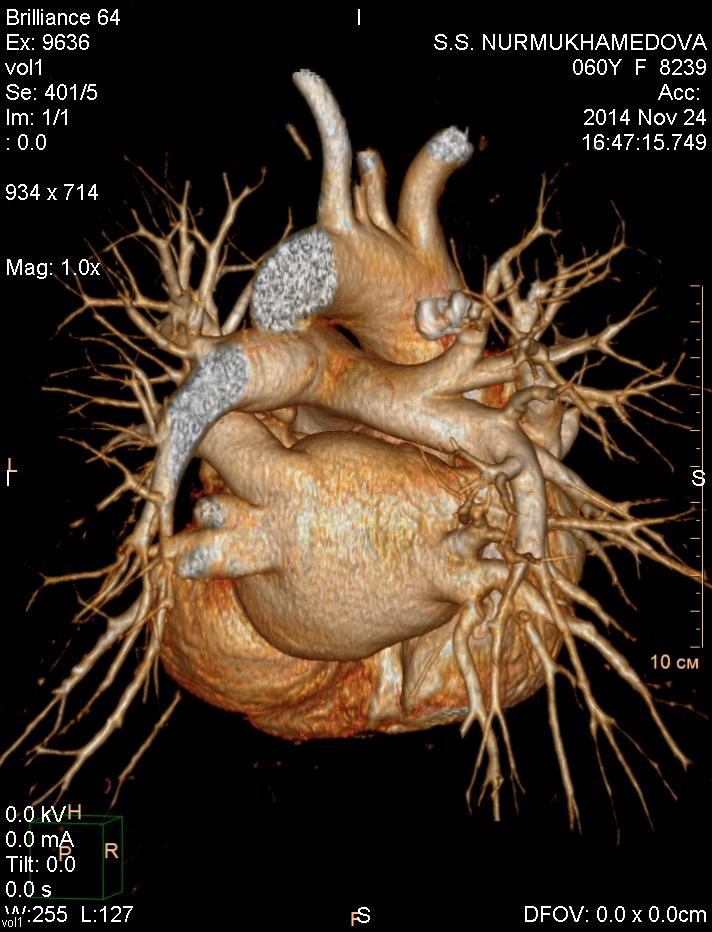 Brilliance 64
Ex: 9636
vol1
Se: 401/5
Im: 1/1
: 0.0
934 x 714
Mag: 1.0x
I
S.S. NURMUKHAMEDOVA
060Y F 8239
Acc:
2014 Nov 24
16:47:15.749
L
I
S
10 см
0.0 kV
0.0 mA
Tilt: 0.0
0.0 s
H
P
R
W:255 L:127
vol1
F
S
DFOV: 0.0 x 0.0cm